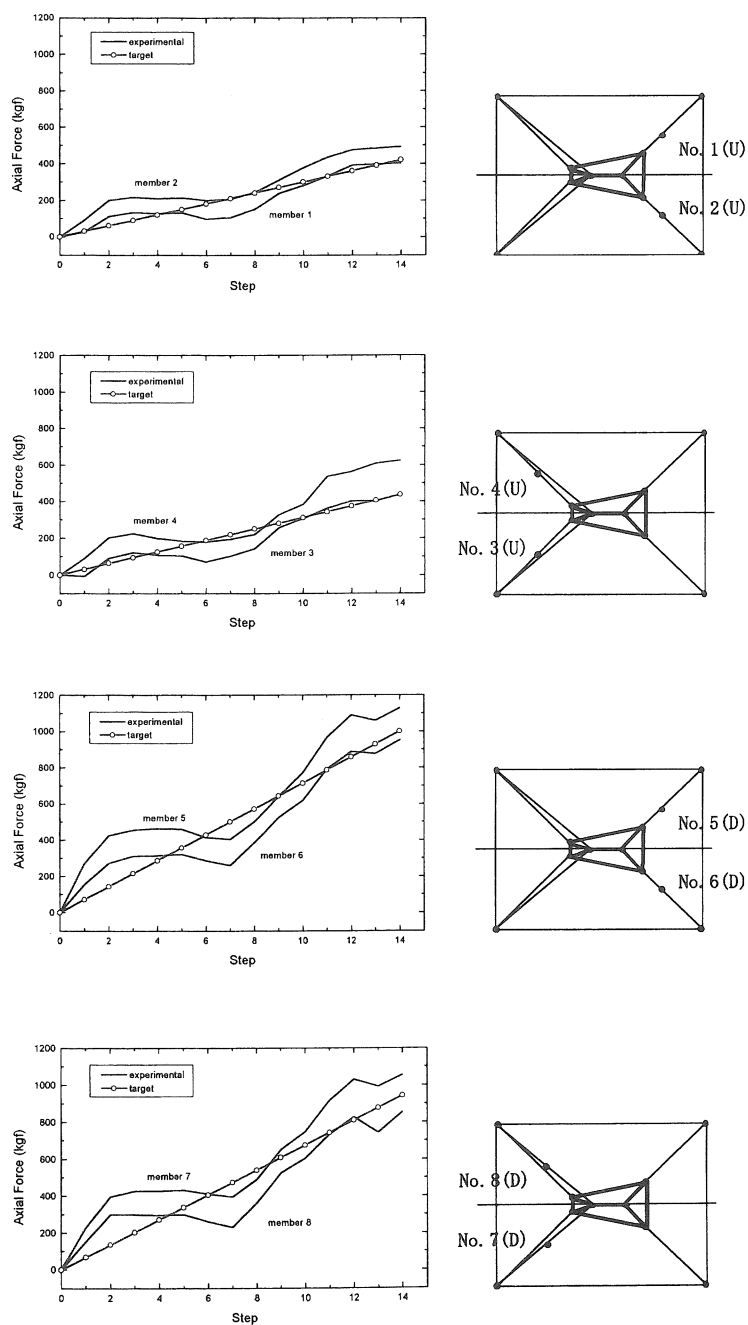 1200
1000
800
600
400
200
0
Axial Force (kgf)
experimental
target
member 2
member 1
0 2 4 6 8 10 12 14
Step
No. 1(U)
No. 2(U)
1200
1000
800
600
400
200
0
Axial Force (kgf)
experimental
target
member 4
member 3
0 2 4 6 8 10 12 14
Step
No. 4(U)
No. 3(U)
1200
1000
800
600
400
200
0
Axial Force (kgf)
experimental
target
member 5
member 6
0 2 4 6 8 10 12 14
Step
No. 5(D)
No. 6(D)
1200
1000
800
600
400
200
0
Axial Force (kgf)
experimental
target
member 7
member 8
0 2 4 6 8 10 12 14
Step
No. 8(D)
No. 7(D)